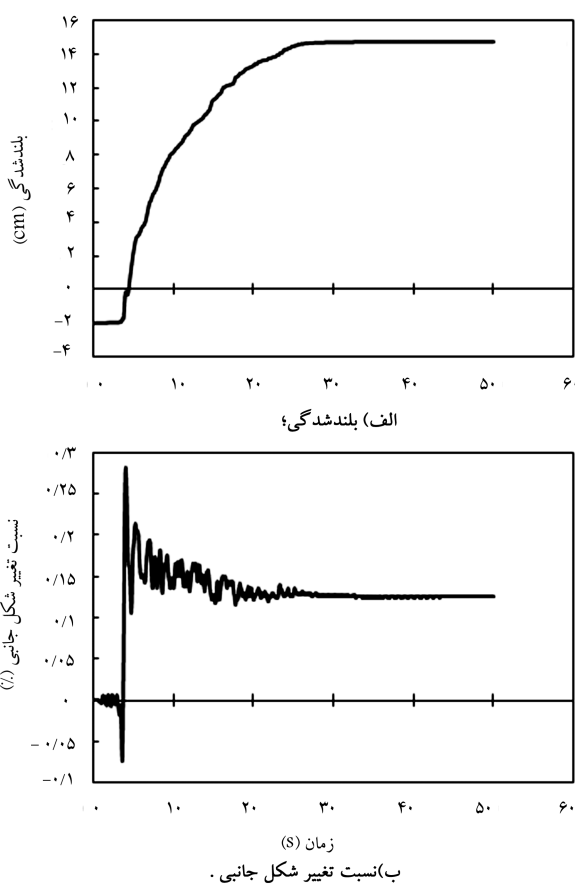 ۱۶
۱۴
۱۲
۱۰
۸
۶
۴
۲
۰
−۲
−۴
بلندشدگی (cm)
۰ ۱۰ ۲۰ ۳۰ ۴۰ ۵۰ ۶۰
الف) بلندشدگی؛
۰/۳
۰/۲۵
۰/۲
۰/۱۵
۰/۱
۰/۰۵
۰
−۰/۰۵
−۰/۱
نسبت تغییر شکل جانبی (٪)
۰ ۱۰ ۲۰ ۳۰ ۴۰ ۵۰ ۶۰
زمان (s)
ب)نسبت تغییر شکل جانبی .